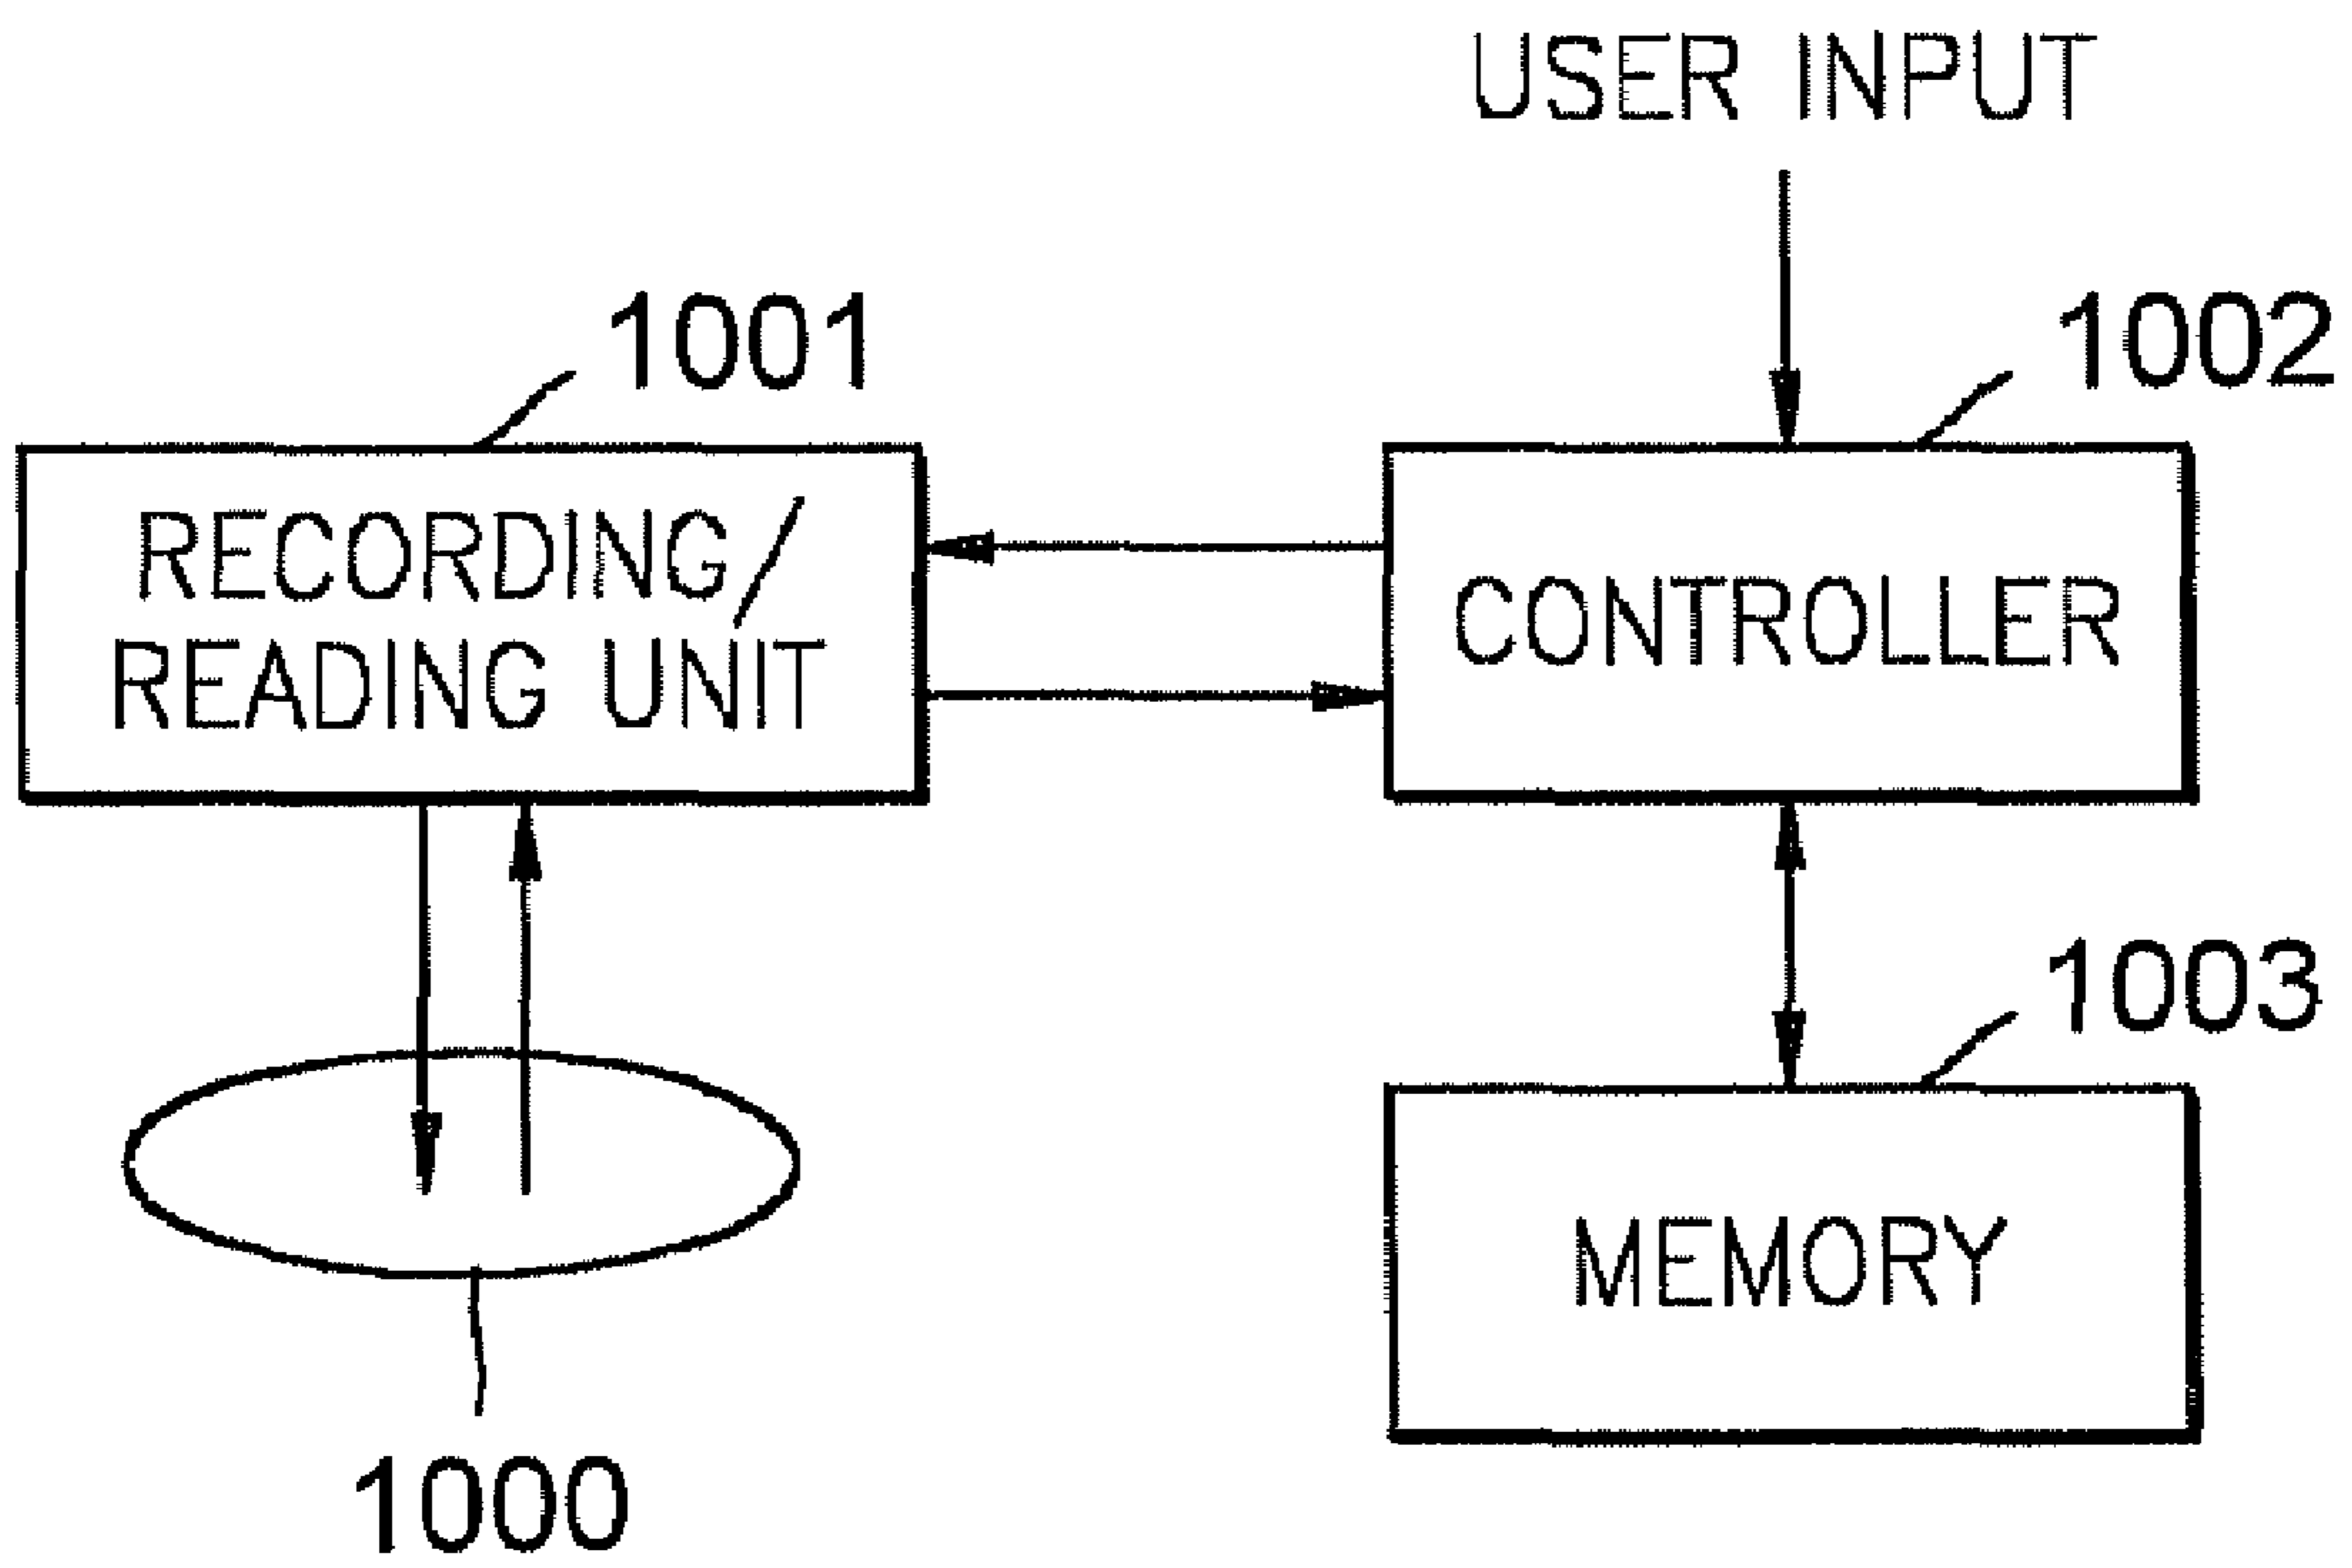 USER INPUT
1001
1002
RECORDING/
READING UNIT
CONTROLLER
1003
MEMORY
1000